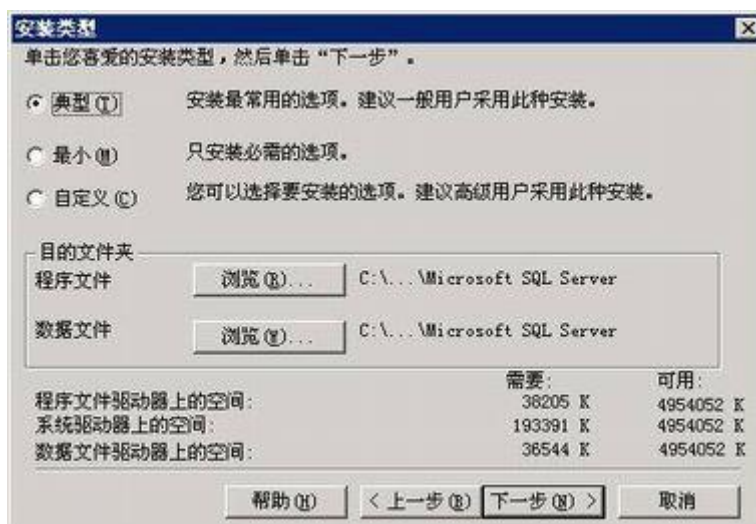 安装类型
单击您喜爱的安装类型，然后单击“下一步”.
典型(T) 安装最常用的选项。建议一般用户采用此种安装。
最小(M) 只安装必需的选项。
自定义(C) 您可以选择要安装的选项。建议高级用户采用此种安装。
目的文件夹
程序文件 浏览(R)... C:\...\Microsoft SQL Server
数据文件 浏览(W)... C:\...\Microsoft SQL Server
需要: 可用:
程序文件驱动器上的空间: 38205 K 4954052 K
系统驱动器上的空间: 193391 K 4954052 K
数据文件驱动器上的空间: 36544 K 4954052 K
帮助(H) < 上一步(B) 下一步(N) > 取消